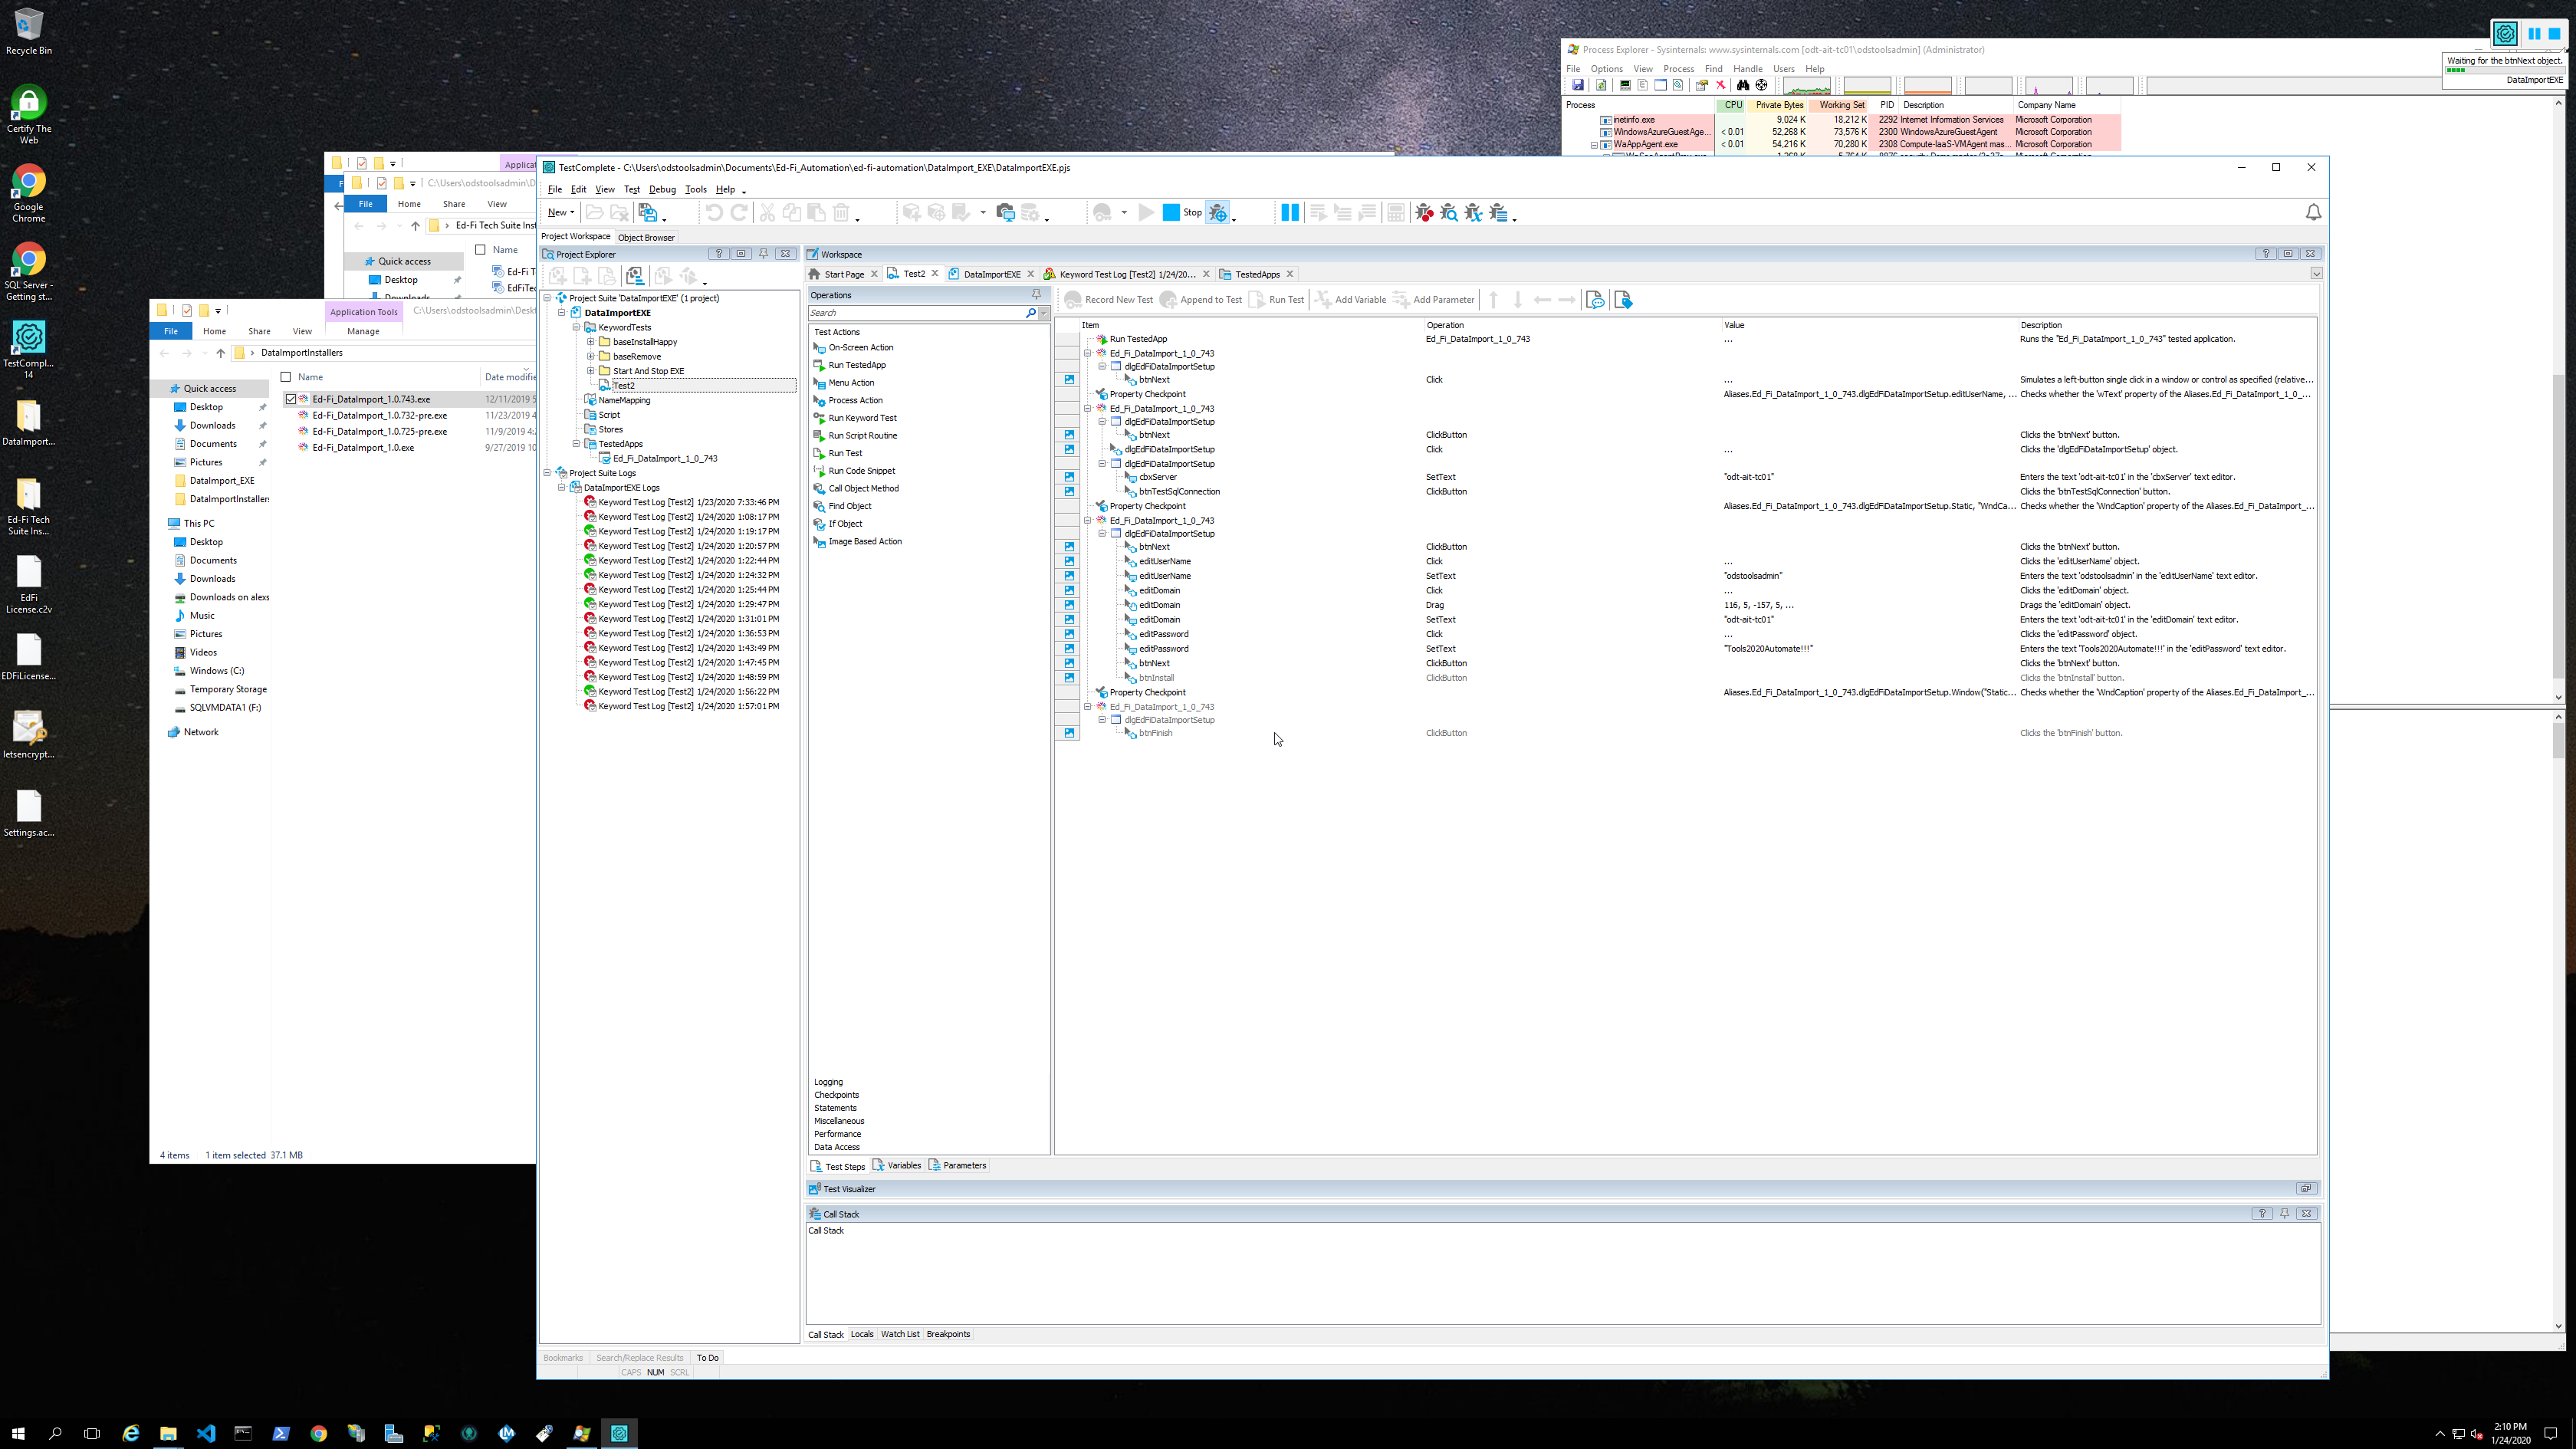 Recycle Bin
Certify The
Web
Google
Chrome
SQL Server -
Getting st...
TestCompl...
14
DataImport...
Ed-Fi Tech
Suite Ins...
EdFi
License.c2v
EDFiLicense...
letsencrypt...
Settings.ac...
Process Explorer - Sysinternals: www.sysinternals.com [odt-ait-tc01\odstoolsadmin] (Administrator)
File Options View Process Find Handle Users Help
Waiting for the btnNext object.
DataImportEXE
Process CPU Private Bytes Working Set PID Description Company Name
inetinfo.exe 9,024 K 18,212 K 2292 Internet Information Services Microsoft Corporation
WindowsAzureGuestAge... < 0.01 52,268 K 73,576 K 2300 WindowsAzureGuestAgent Microsoft Corporation
WaAppAgent.exe < 0.01 54,216 K 70,280 K 2308 Compute-IaaS-VMAgent mas... Microsoft Corporation
Applicat
C:\Users\odstoolsadmin\D
File Home Share View
Ed-Fi Tech Suite Inst
Name
Quick access
Desktop
Ed-Fi T
EdFiTec
Application Tools C:\Users\odstoolsadmin\Deskt
File Home Share View Manage
DataImportInstallers
Name Date modifie
Quick access
Desktop
Downloads
Documents
Pictures
DataImport_EXE
DataImportInstallers
This PC
Desktop
Documents
Downloads
Downloads on alexs
Music
Pictures
Videos
Windows (C:)
Temporary Storage
SQLVMDATA1 (F:)
Network
Ed-Fi_DataImport_1.0.743.exe 12/11/2019 5
Ed-Fi_DataImport_1.0.732-pre.exe 11/23/2019 4
Ed-Fi_DataImport_1.0.725-pre.exe 11/9/2019 4:
Ed-Fi_DataImport_1.0.exe 9/27/2019 10
4 items 1 item selected 37.1 MB
TestComplete - C:\Users\odstoolsadmin\Documents\Ed-Fi_Automation\ed-fi-automation\DataImport_EXE\DataImportEXE.pjs
File Edit View Test Debug Tools Help
New Stop
Project Workspace Object Browser
Project Explorer
Project Suite 'DataImportEXE' (1 project)
DataImportEXE
KeywordTests
baseInstallHappy
baseRemove
Start And Stop EXE
Test2
NameMapping
Script
Stores
TestedApps
Ed_Fi_DataImport_1_0_743
Project Suite Logs
DataImportEXE Logs
Keyword Test Log [Test2] 1/23/2020 7:33:46 PM
Keyword Test Log [Test2] 1/24/2020 1:08:17 PM
Keyword Test Log [Test2] 1/24/2020 1:19:17 PM
Keyword Test Log [Test2] 1/24/2020 1:20:57 PM
Keyword Test Log [Test2] 1/24/2020 1:22:44 PM
Keyword Test Log [Test2] 1/24/2020 1:24:32 PM
Keyword Test Log [Test2] 1/24/2020 1:25:44 PM
Keyword Test Log [Test2] 1/24/2020 1:29:47 PM
Keyword Test Log [Test2] 1/24/2020 1:31:01 PM
Keyword Test Log [Test2] 1/24/2020 1:36:53 PM
Keyword Test Log [Test2] 1/24/2020 1:43:49 PM
Keyword Test Log [Test2] 1/24/2020 1:47:45 PM
Keyword Test Log [Test2] 1/24/2020 1:48:59 PM
Keyword Test Log [Test2] 1/24/2020 1:56:22 PM
Keyword Test Log [Test2] 1/24/2020 1:57:01 PM
Workspace
Start Page Test2 DataImportEXE Keyword Test Log [Test2] 1/24/20... TestedApps
Operations
Search
Test Actions
On-Screen Action
Run TestedApp
Menu Action
Process Action
Run Keyword Test
Run Script Routine
Run Test
Run Code Snippet
Call Object Method
Find Object
If Object
Image Based Action
Logging
Checkpoints
Statements
Miscellaneous
Performance
Data Access
Record New Test Append to Test Run Test Add Variable Add Parameter
Item Operation Value Description
Run TestedApp Ed_Fi_DataImport_1_0_743 ... Runs the "Ed_Fi_DataImport_1_0_743" tested application.
Ed_Fi_DataImport_1_0_743
dlgEdFiDataImportSetup
btnNext Click ... Simulates a left-button single click in a window or control as specified (relative...
Property Checkpoint Aliases.Ed_Fi_DataImport_1_0_743.dlgEdFiDataImportSetup.editUserName, ... Checks whether the 'wText' property of the Aliases.Ed_Fi_DataImport_1_0_...
Ed_Fi_DataImport_1_0_743
dlgEdFiDataImportSetup
btnNext ClickButton Clicks the 'btnNext' button.
dlgEdFiDataImportSetup Click ... Clicks the 'dlgEdFiDataImportSetup' object.
dlgEdFiDataImportSetup
cbxServer SetText "odt-ait-tc01" Enters the text 'odt-ait-tc01' in the 'cbxServer' text editor.
btnTestSqlConnection ClickButton Clicks the 'btnTestSqlConnection' button.
Property Checkpoint Aliases.Ed_Fi_DataImport_1_0_743.dlgEdFiDataImportSetup.Static, "WndCa... Checks whether the 'WndCaption' property of the Aliases.Ed_Fi_DataImport_...
Ed_Fi_DataImport_1_0_743
dlgEdFiDataImportSetup
btnNext ClickButton Clicks the 'btnNext' button.
editUserName Click ... Clicks the 'editUserName' object.
editUserName SetText "odstoolsadmin" Enters the text 'odstoolsadmin' in the 'editUserName' text editor.
editDomain Click ... Clicks the 'editDomain' object.
editDomain Drag 116, 5, -157, 5, ... Drags the 'editDomain' object.
editDomain SetText "odt-ait-tc01" Enters the text 'odt-ait-tc01' in the 'editDomain' text editor.
editPassword Click ... Clicks the 'editPassword' object.
editPassword SetText "Tools2020Automate!!!" Enters the text 'Tools2020Automate!!!' in the 'editPassword' text editor.
btnNext ClickButton Clicks the 'btnNext' button.
btnInstall ClickButton Clicks the 'btnInstall' button.
Property Checkpoint Aliases.Ed_Fi_DataImport_1_0_743.dlgEdFiDataImportSetup.Window("Static... Checks whether the 'WndCaption' property of the Aliases.Ed_Fi_DataImport_...
Ed_Fi_DataImport_1_0_743
dlgEdFiDataImportSetup
btnFinish ClickButton Clicks the 'btnFinish' button.
Test Steps Variables Parameters
Test Visualizer
Call Stack
Call Stack
Call Stack Locals Watch List Breakpoints
Bookmarks Search/Replace Results To Do
CAPS NUM SCRL
2:10 PM
1/24/2020